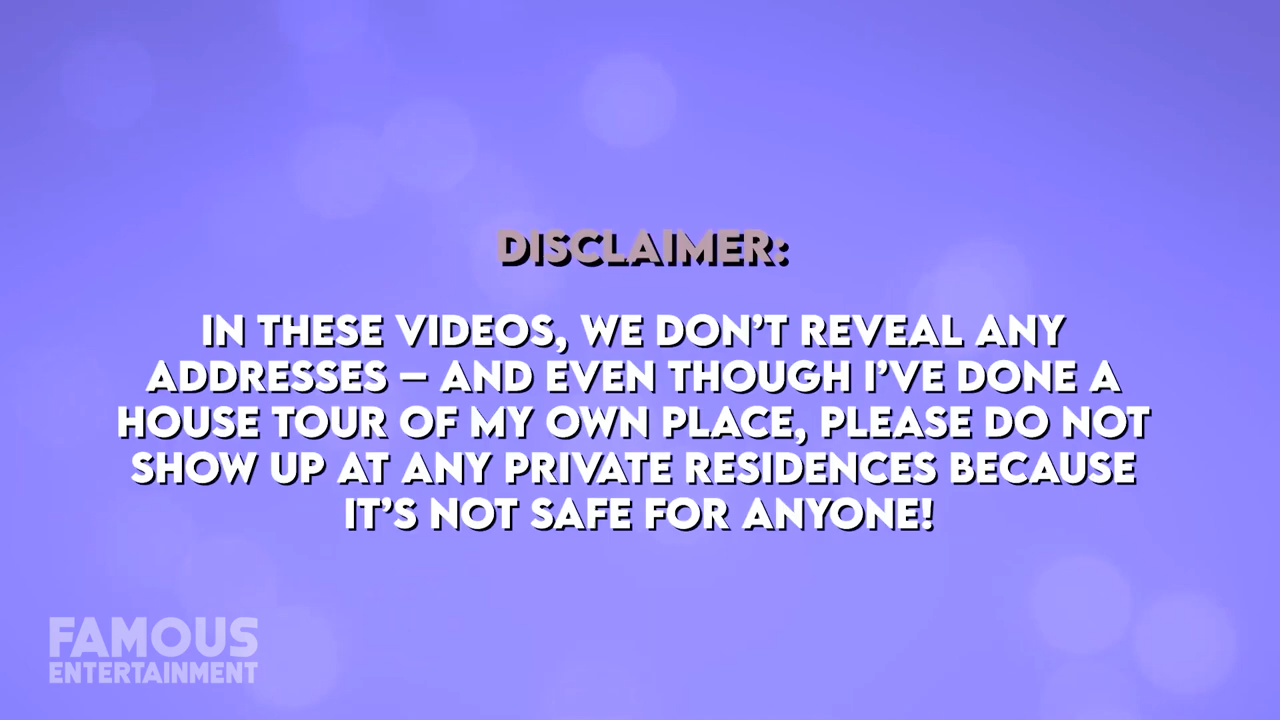 DISCLAIMER:
IN THESE VIDEOS, WE DON'T REVEAL ANY
ADDRESSES – AND EVEN THOUGH I'VE DONE A
HOUSE TOUR OF MY OWN PLACE, PLEASE DO NOT
SHOW UP AT ANY PRIVATE RESIDENCES BECAUSE
IT'S NOT SAFE FOR ANYONE!
FAMOUS
ENTERTAINMENT